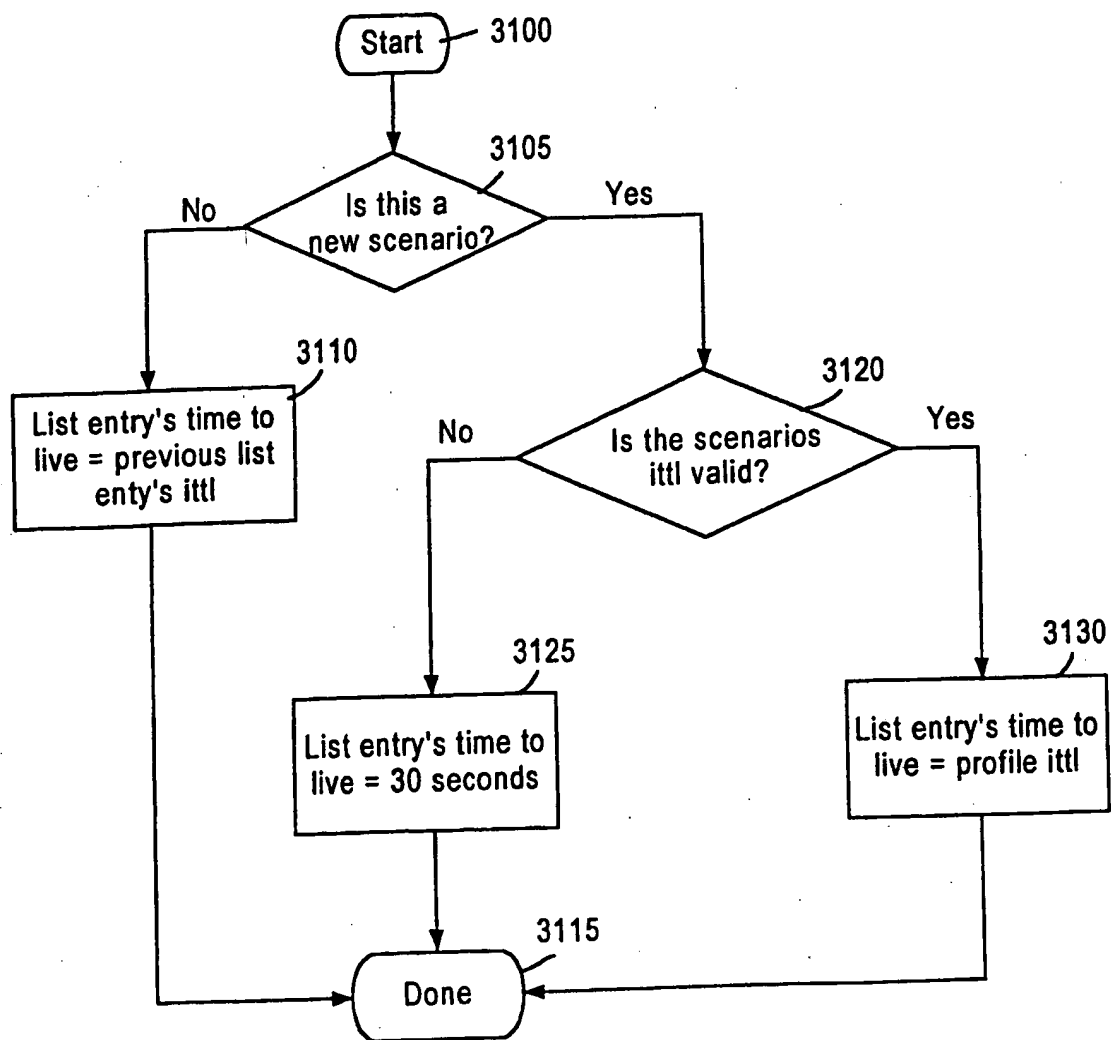 Start
3100
3105
Is this a
new scenario?
No
Yes
3110
List entry's time to
live = previous list
enty's ittl
3120
Is the scenarios
ittl valid?
No
Yes
3125
List entry's time to
live = 30 seconds
3130
List entry's time to
live = profile ittl
3115
Done